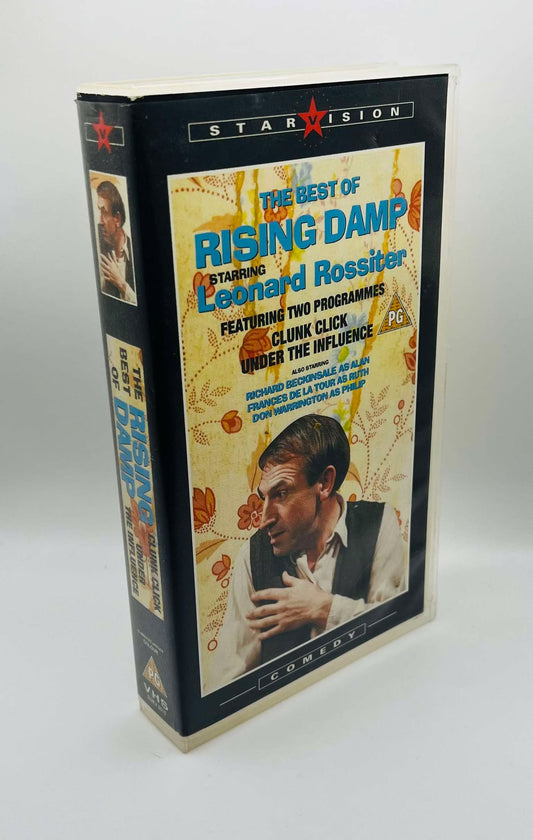 STAR V ISION
THE BEST OF
RISING DAMP
STARRING
Leonard Rossiter
FEATURING TWO PROGRAMMES
CLUNK CLICK
UNDER THE INFLUENCE
PG
ALSO STARRING
RICHARD BECKINSALE AS ALAN
FRANCES DE LA TOUR AS RUTH
DON WARRINGTON AS PHILIP
COMEDY
V
THE
BEST
OF
RISING
DAMP
CLUNK CLICK
UNDER
THE INFLUENCE
PG
VHS